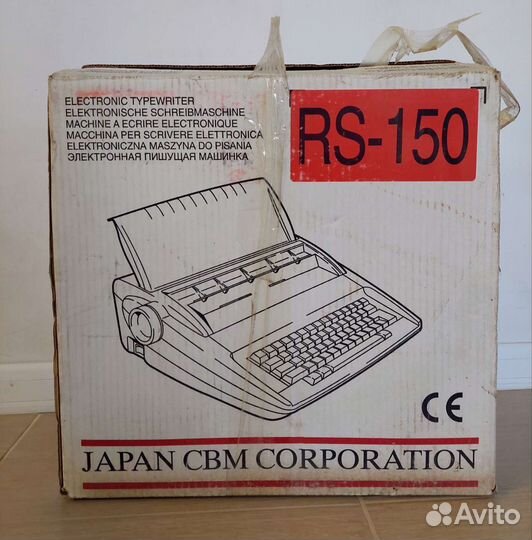 ELECTRONIC TYPEWRITER
ELEKTRONISCHE SCHREIBMASCHINE
MACHINE A ECRIRE ELECTRONIQUE
MACCHINA PER SCRIVERE ELETTRONICA
ELEKTRONICZNA MASZYNA DO PISANIA
ЭЛЕКТРОННАЯ ПИШУЩАЯ МАШИНКА
RS-150
CE
JAPAN CBM CORPORATION
Avito